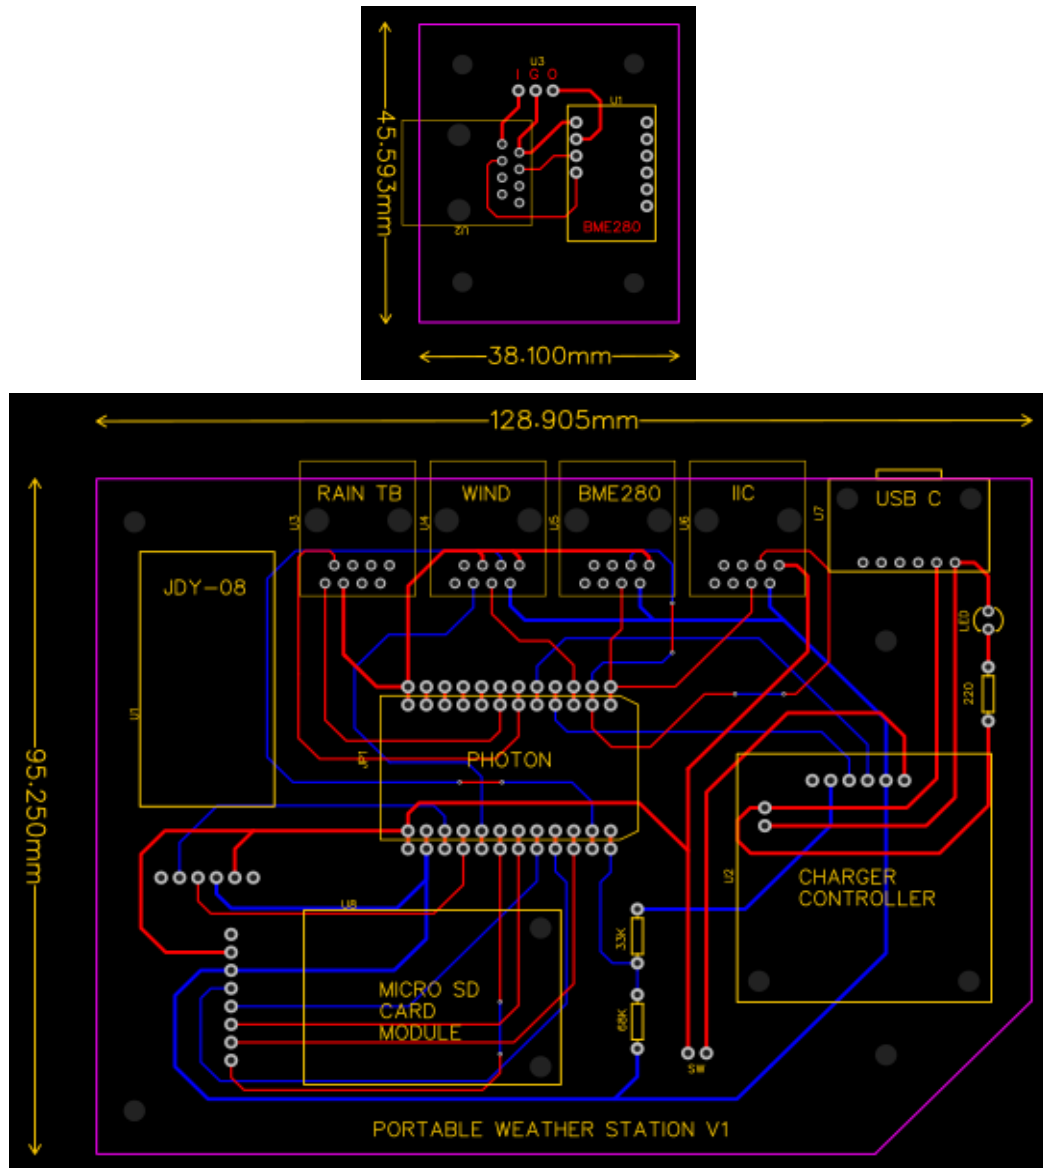 U3
I G O
U1
45.593mm
U2
BME280
38.100mm
128.905mm
RAIN TB
WIND
BME280
IIC
USB C
U3
U4
U5
U6
U7
JDY-08
LED
U1
220
JP1
PHOTON
95.250mm
U2
CHARGER
CONTROLLER
U8
33K
MICRO SD
CARD
MODULE
68K
SW
PORTABLE WEATHER STATION V1